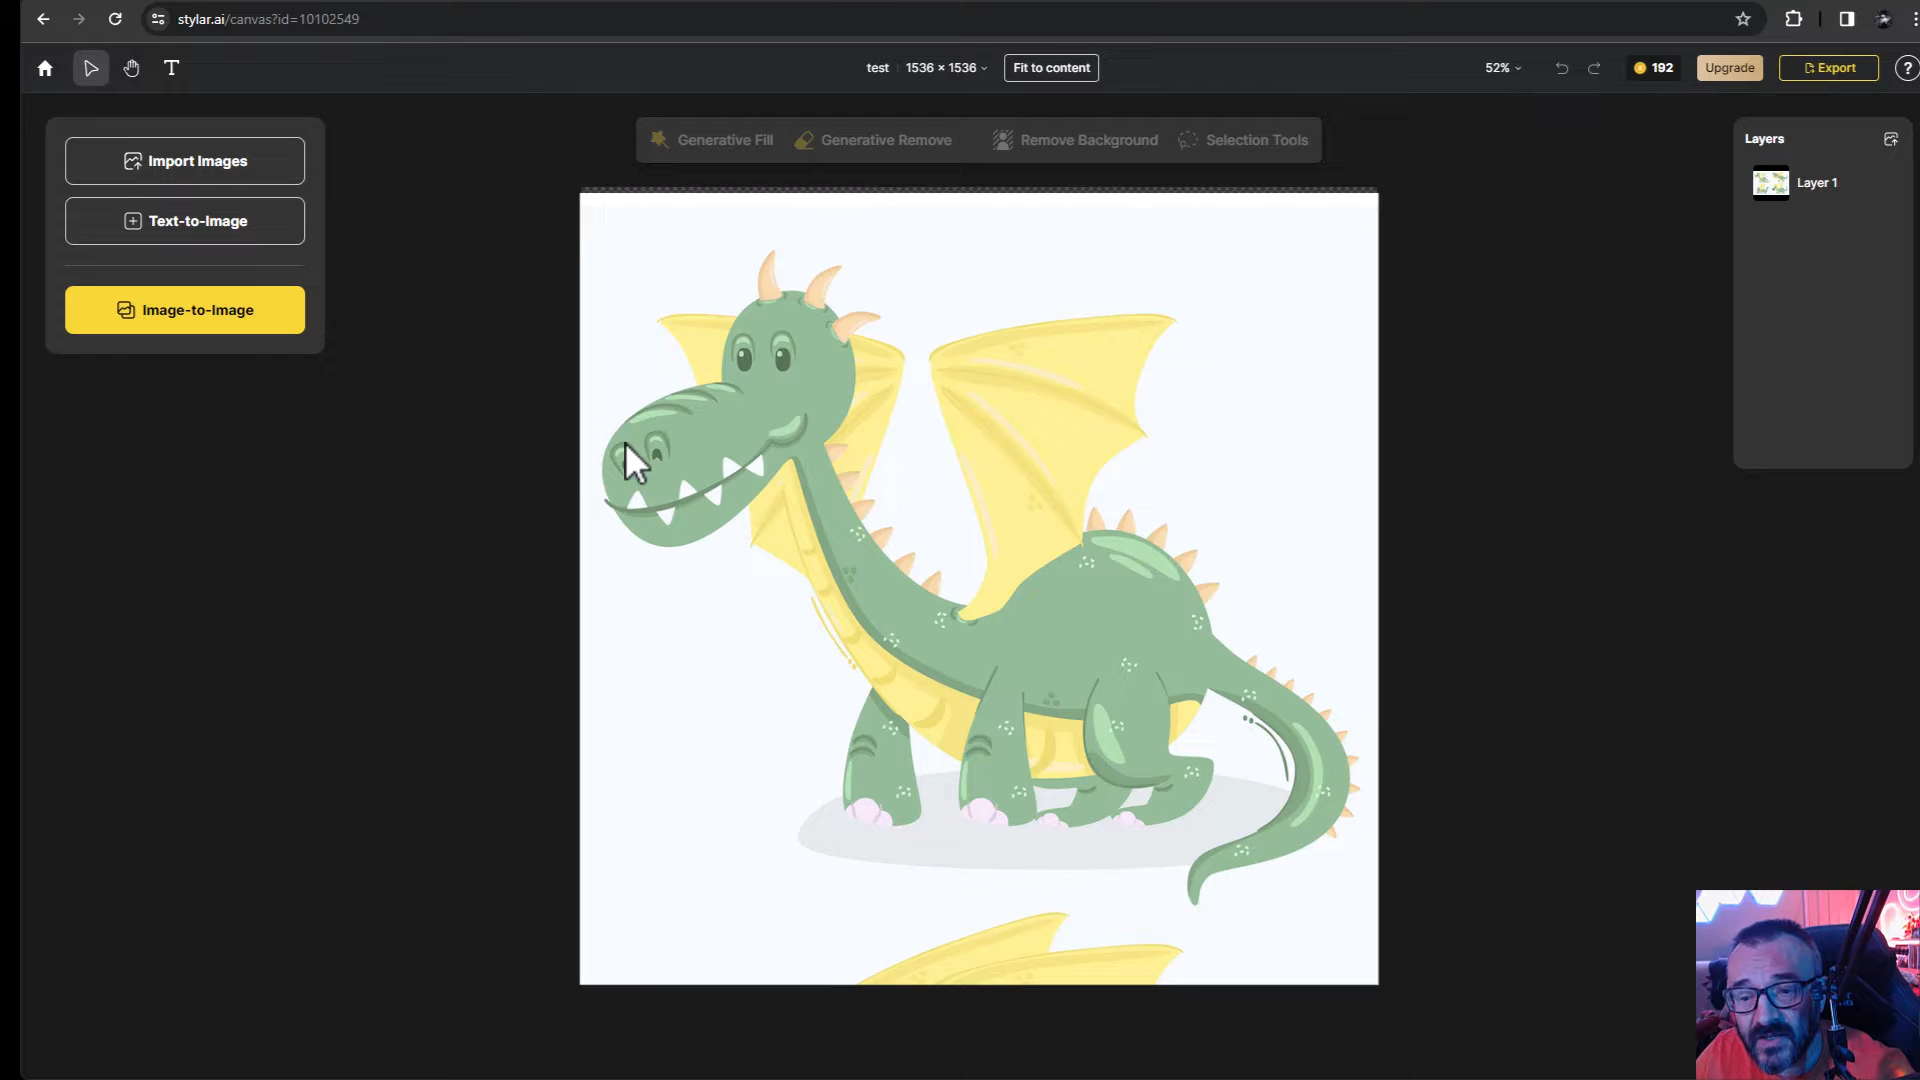 stylar.ai/canvas?id=10102549
T
test
1536 × 1536
Fit to content
52%
192
Upgrade
Export
?
Import Images
Text-to-Image
Image-to-Image
Generative Fill
Generative Remove
Remove Background
Selection Tools
Layers
Layer 1